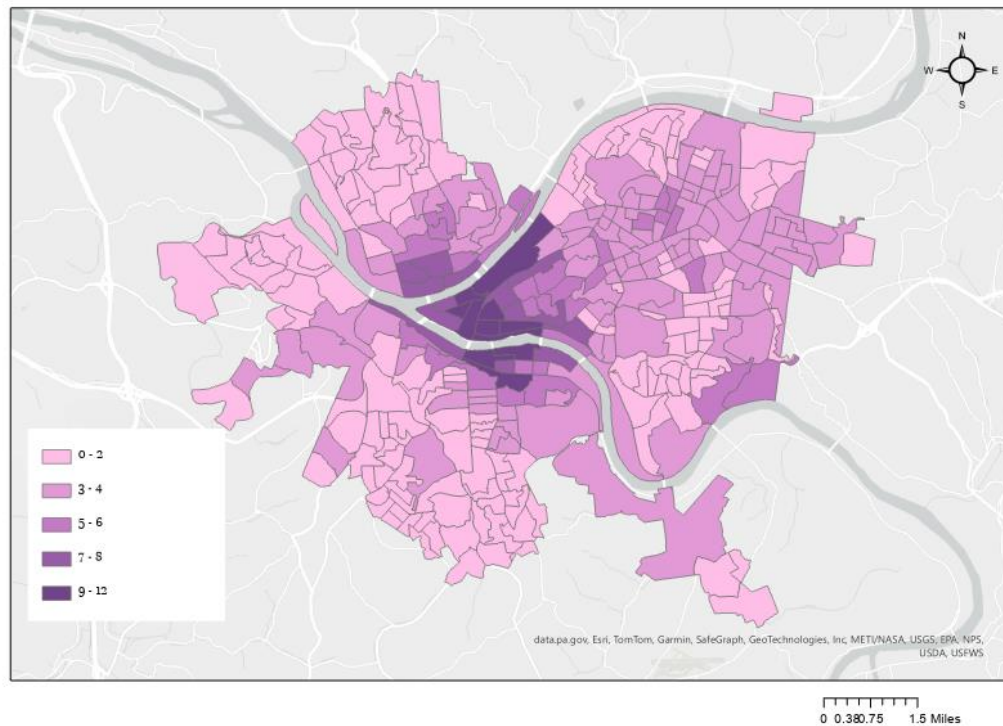 N
W E
S
0 - 2
3 - 4
5 - 6
7 - 8
9 - 12
data.pa.gov, Esri, TomTom, Garmin, SafeGraph, GeoTechnologies, Inc, METI/NASA, USGS, EPA, NPS,
USDA, USFWS
0 0.380.75 1.5 Miles